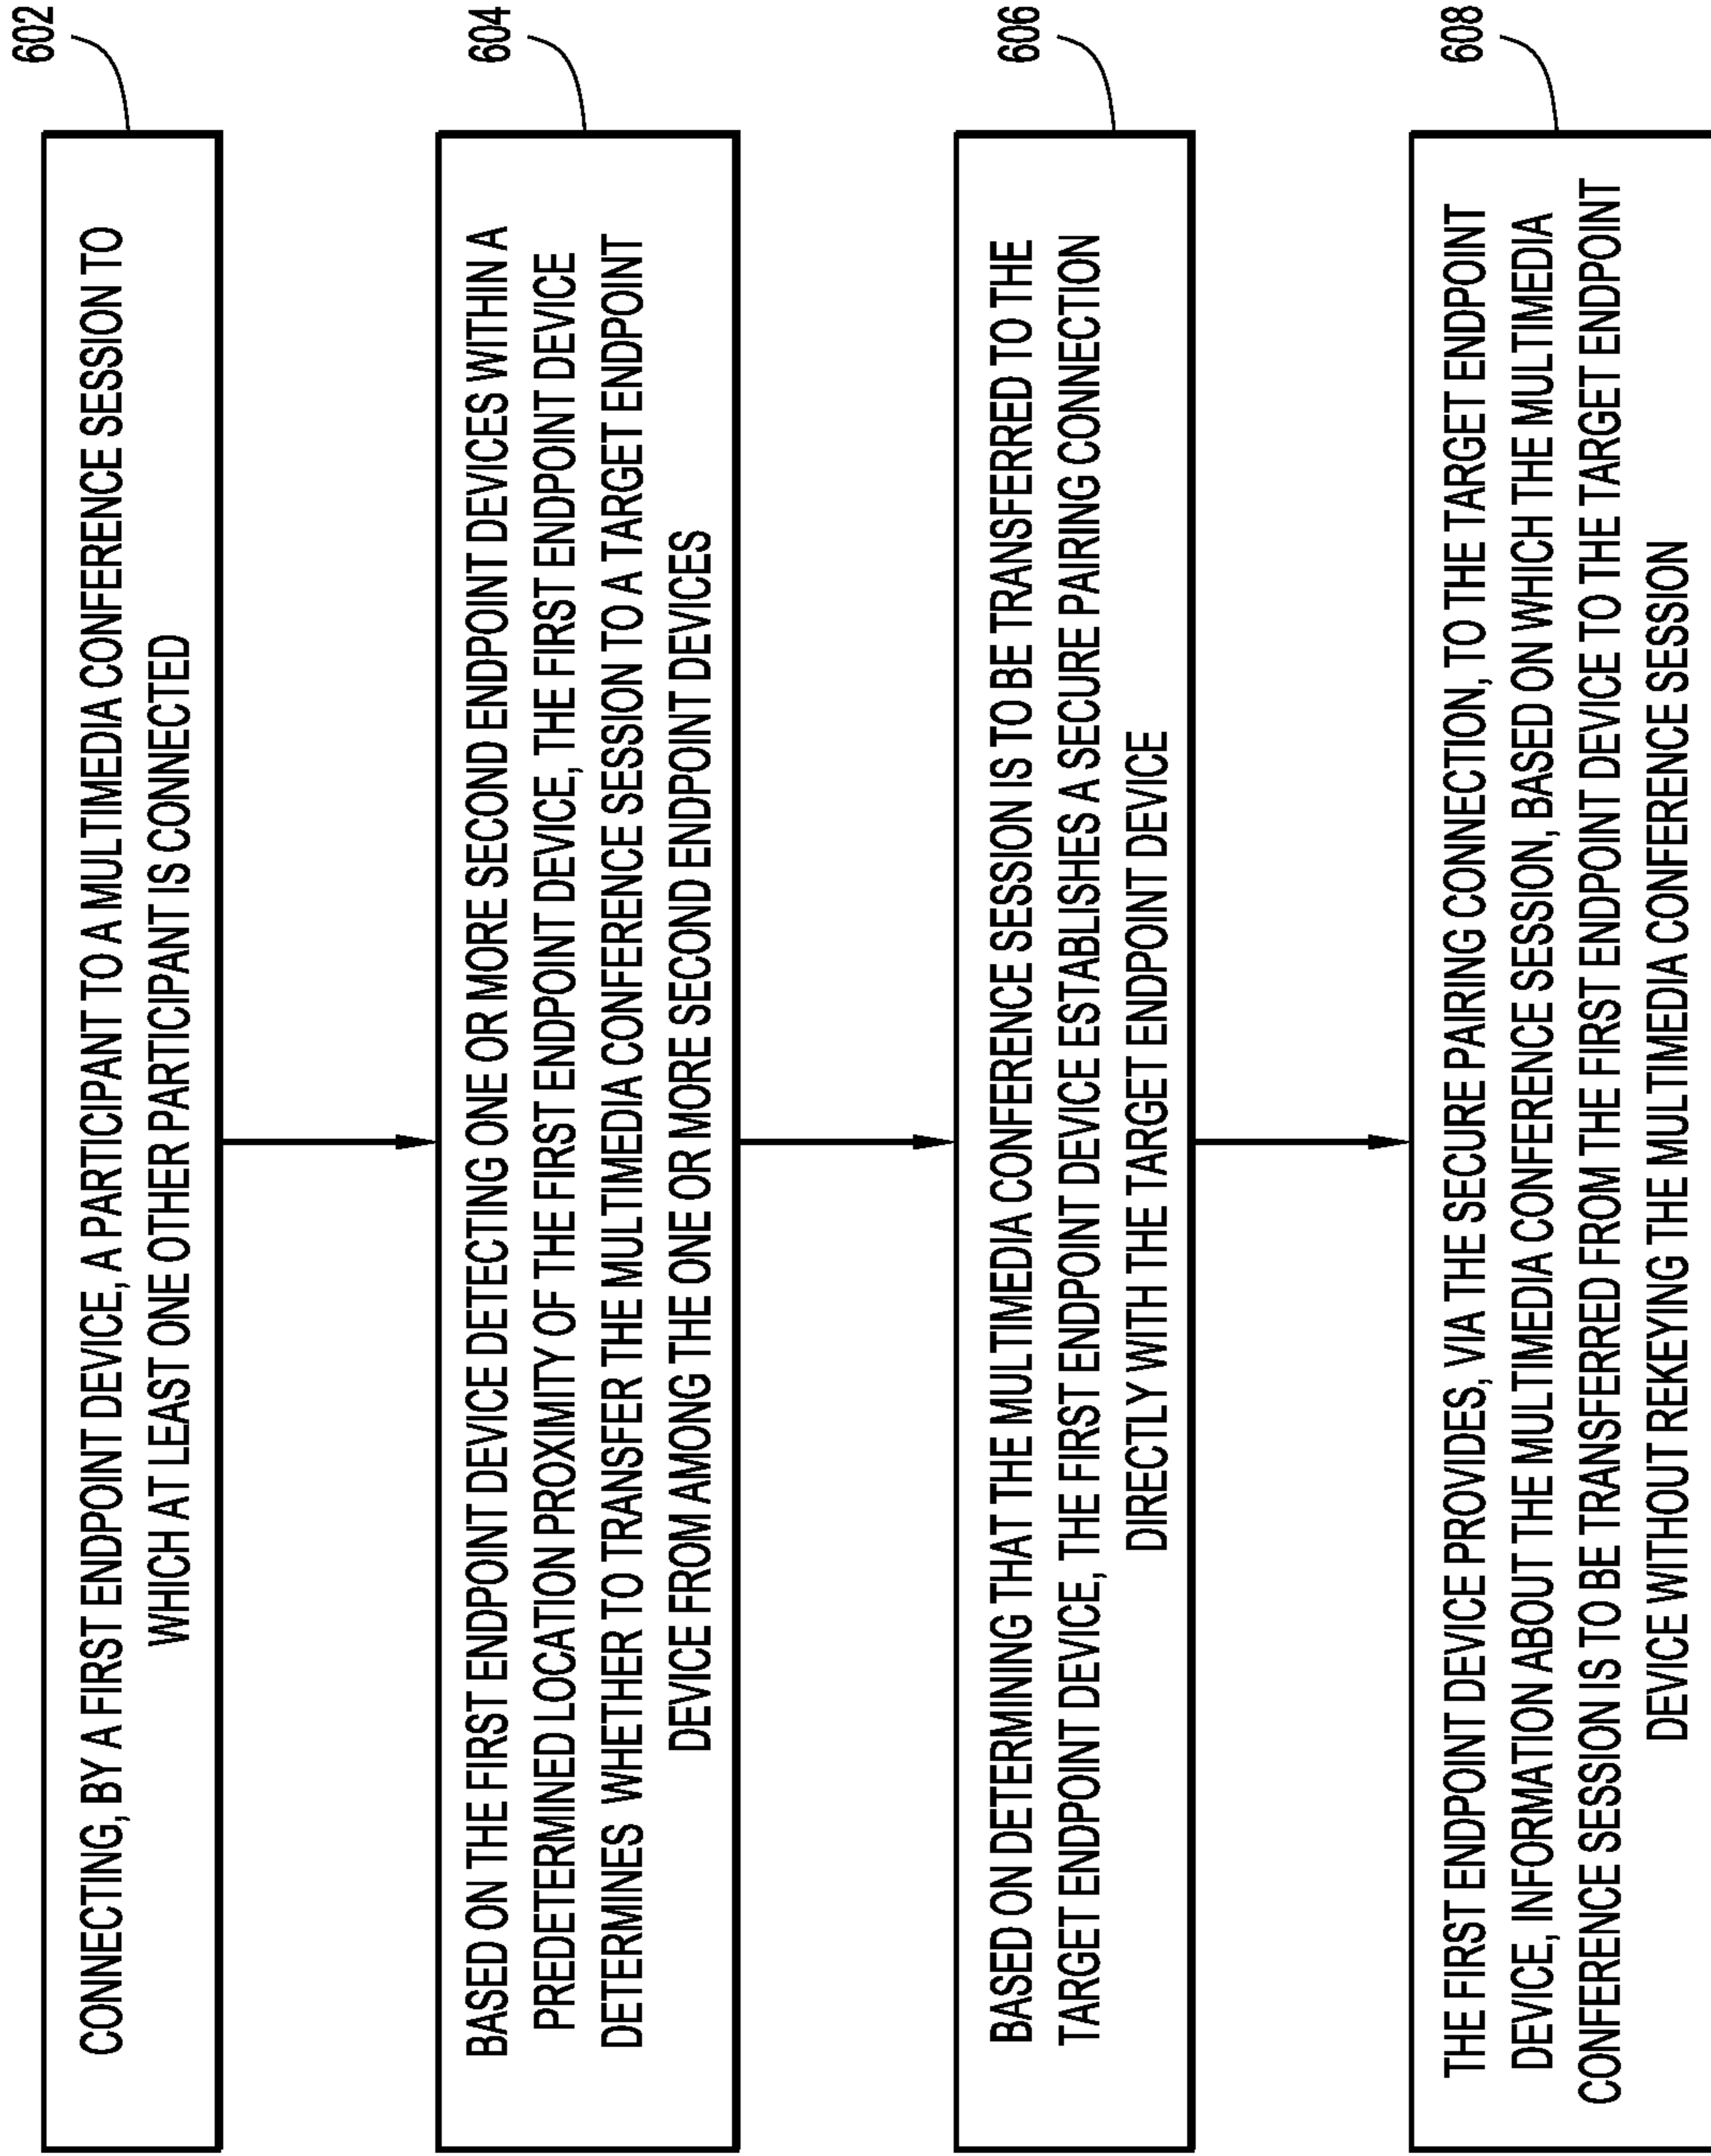 602
CONNECTING, BY A FIRST ENDPOINT DEVICE, A PARTICIPANT TO A MULTIMEDIA CONFERENCE SESSION TO
WHICH AT LEAST ONE OTHER PARTICIPANT IS CONNECTED
604
BASED ON THE FIRST ENDPOINT DEVICE DETECTING ONE OR MORE SECOND ENDPOINT DEVICES WITHIN A
PREDETERMINED LOCATION PROXIMITY OF THE FIRST ENDPOINT DEVICE, THE FIRST ENDPOINT DEVICE
DETERMINES WHETHER TO TRANSFER THE MULTIMEDIA CONFERENCE SESSION TO A TARGET ENDPOINT
DEVICE FROM AMONG THE ONE OR MORE SECOND ENDPOINT DEVICES
606
BASED ON DETERMINING THAT THE MULTIMEDIA CONFERENCE SESSION IS TO BE TRANSFERRED TO THE
TARGET ENDPOINT DEVICE, THE FIRST ENDPOINT DEVICE ESTABLISHES A SECURE PAIRING CONNECTION
DIRECTLY WITH THE TARGET ENDPOINT DEVICE
608
THE FIRST ENDPOINT DEVICE PROVIDES, VIA THE SECURE PAIRING CONNECTION, TO THE TARGET ENDPOINT
DEVICE, INFORMATION ABOUT THE MULTIMEDIA CONFERENCE SESSION, BASED ON WHICH THE MULTIMEDIA
CONFERENCE SESSION IS TO BE TRANSFERRED FROM THE FIRST ENDPOINT DEVICE TO THE TARGET ENDPOINT
DEVICE WITHOUT REKEYING THE MULTIMEDIA CONFERENCE SESSION